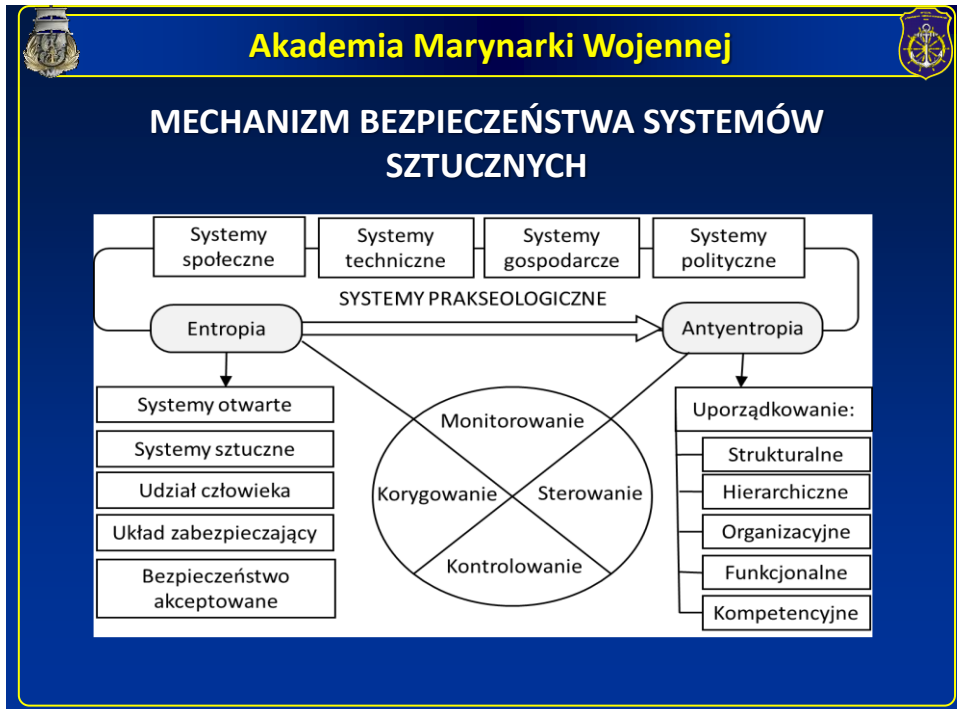 Akademia Marynarki Wojennej
MECHANIZM BEZPIECZEŃSTWA SYSTEMÓW
SZTUCZNYCH
Systemy
społeczne
Systemy
techniczne
Systemy
gospodarcze
Systemy
polityczne
SYSTEMY PRAKSEOLOGICZNE
Entropia
Antyentropia
Systemy otwarte
Systemy sztuczne
Udział człowieka
Układ zabezpieczający
Bezpieczeństwo
akceptowane
Monitorowanie
Korygowanie
Sterowanie
Kontrolowanie
Uporządkowanie:
Strukturalne
Hierarchiczne
Organizacyjne
Funkcjonalne
Kompetencyjne